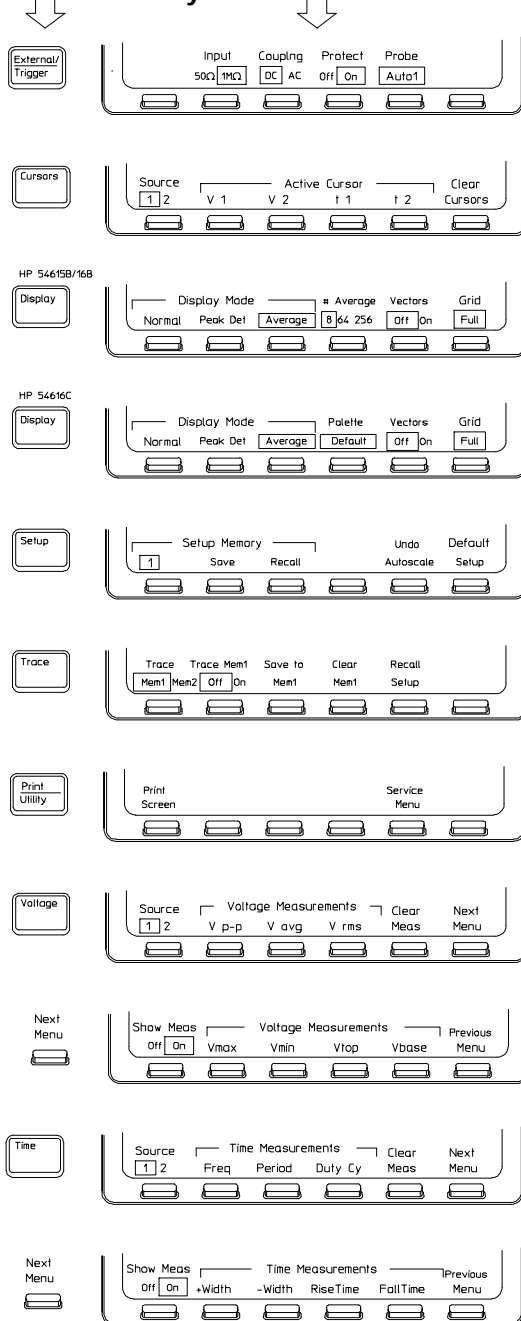 External/ Input Coupling Protect Probe
Trigger 50Ω 1MΩ DC AC Off On Auto1
Cursors Source Active Cursor Clear
1 2 V 1 V 2 t 1 t 2 Cursors
HP 54615B/16B
Display Display Mode # Average Vectors Grid
Normal Peak Det Average 8 64 256 Off On Full
HP 54616C
Display Display Mode Palette Vectors Grid
Normal Peak Det Average Default Off On Full
Setup Setup Memory Undo Default
1 Save Recall Autoscale Setup
Trace Trace Trace Mem1 Save to Clear Recall
Mem1 Mem2 Off On Mem1 Mem1 Setup
Print Print Service
Utility Screen Menu
Voltage Source Voltage Measurements Clear Next
1 2 V p-p V avg V rms Meas Menu
Next Show Meas Voltage Measurements Previous
Menu Off On Vmax Vmin Vtop Vbase Menu
Time Source Time Measurements Clear Next
1 2 Freq Period Duty Cy Meas Menu
Next Show Meas Time Measurements Previous
Menu Off On +Width -Width RiseTime FallTime Menu